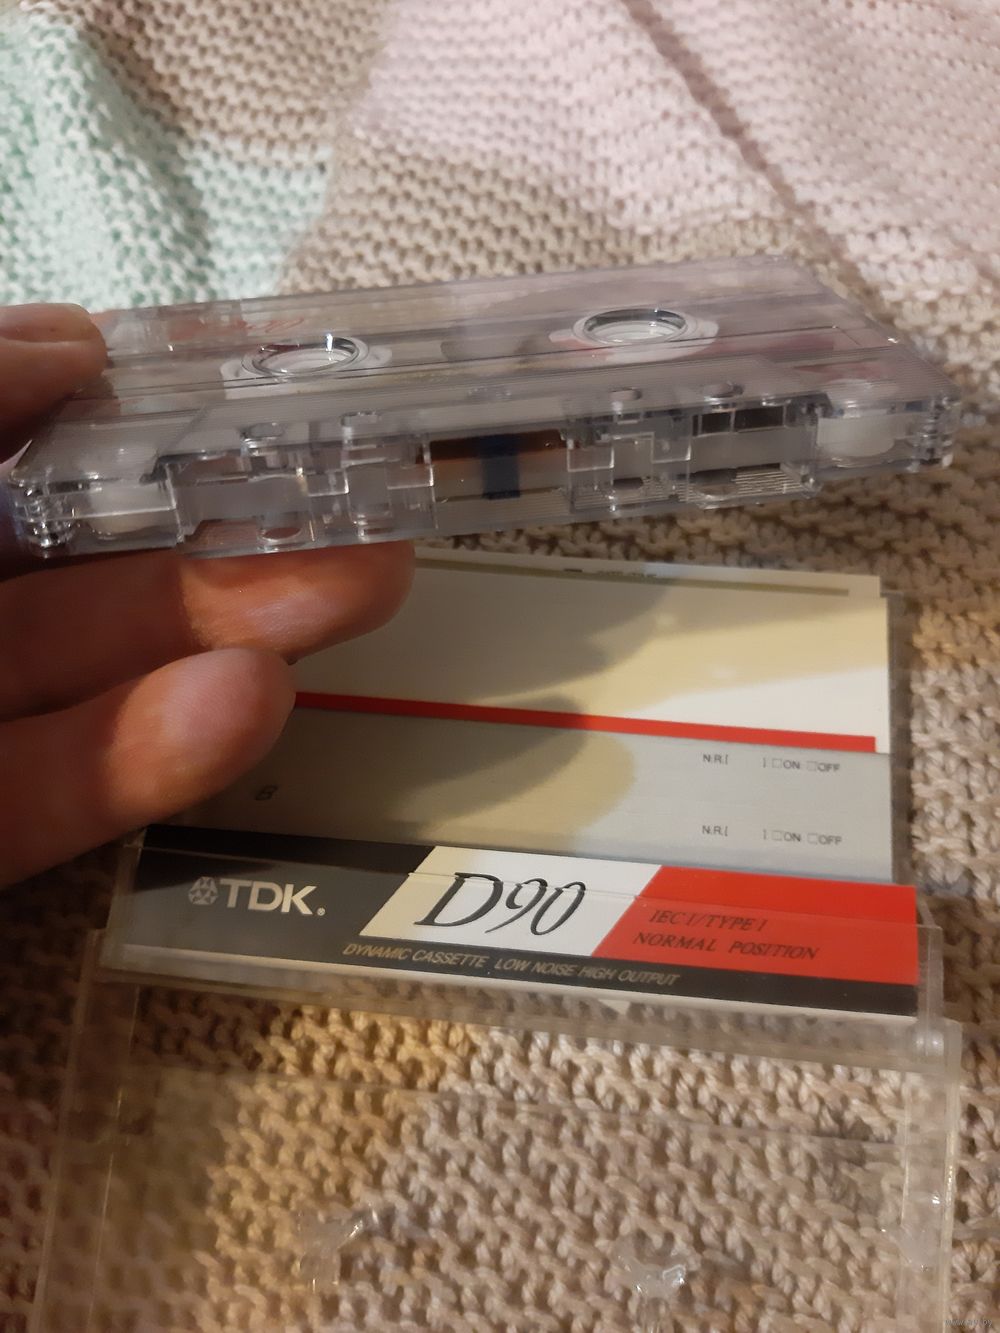 N.R.[ ] □ON □OFF
B
N.R.[ ] □ON □OFF
TDK®
D90
IEC I/TYPE I
NORMAL POSITION
DYNAMIC CASSETTE LOW NOISE HIGH OUTPUT